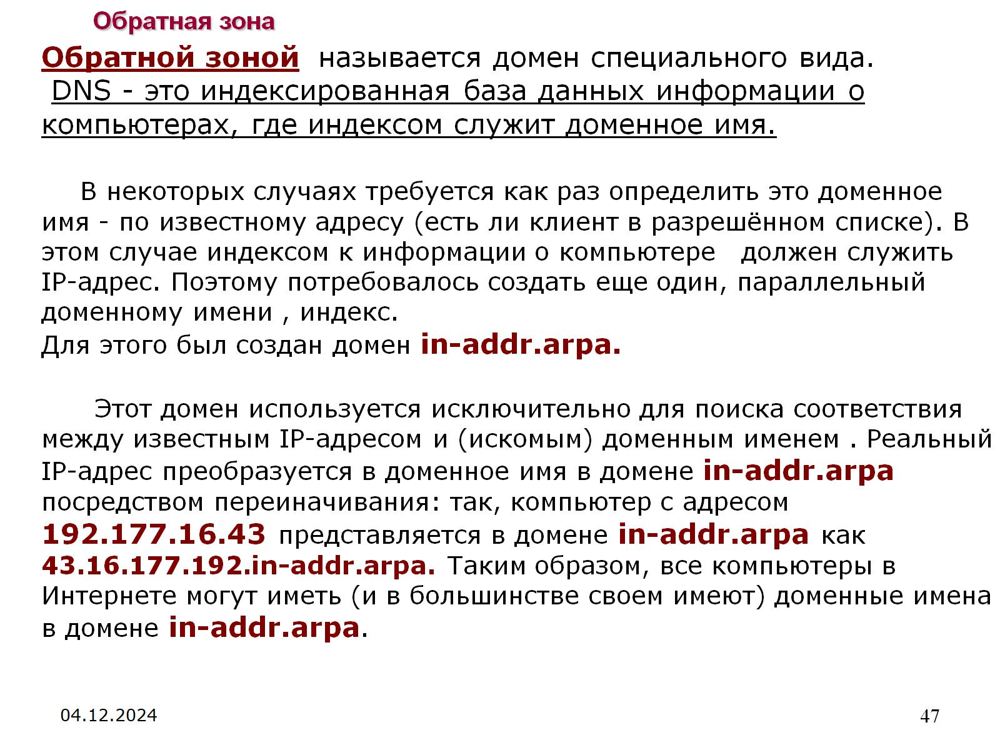 Обратная зона
Обратной зоной называется домен специального вида.
DNS - это индексированная база данных информации о
компьютерах, где индексом служит доменное имя.
В некоторых случаях требуется как раз определить это доменное
имя - по известному адресу (есть ли клиент в разрешённом списке). В
этом случае индексом к информации о компьютере должен служить
IP-адрес. Поэтому потребовалось создать еще один, параллельный
доменному имени , индекс.
Для этого был создан домен in-addr.arpa.
Этот домен используется исключительно для поиска соответствия
между известным IP-адресом и (искомым) доменным именем . Реальный
IP-адрес преобразуется в доменное имя в домене in-addr.arpa
посредством переиначивания: так, компьютер с адресом
192.177.16.43 представляется в домене in-addr.arpa как
43.16.177.192.in-addr.arpa. Таким образом, все компьютеры в
Интернете могут иметь (и в большинстве своем имеют) доменные имена
в домене in-addr.arpa.
04.12.2024
47